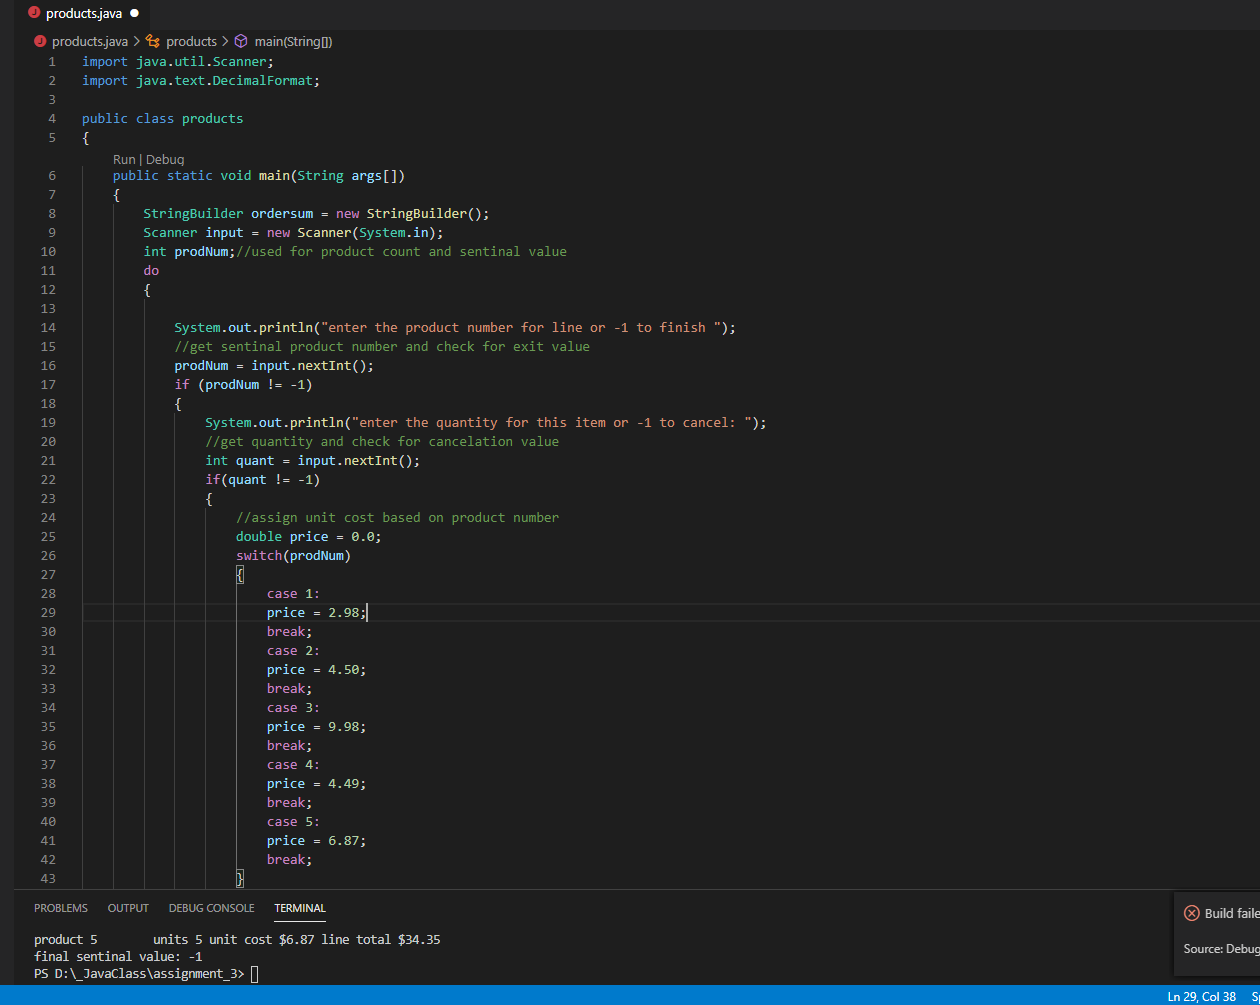 products.java
products.java > products > main(String[])
1 import java.util.Scanner;
2 import java.text.DecimalFormat;
3
4 public class products
5 {
Run | Debug
6 public static void main(String args[])
7 {
8 StringBuilder ordersum = new StringBuilder();
9 Scanner input = new Scanner(System.in);
10 int prodNum;//used for product count and sentinal value
11 do
12 {
13
14 System.out.println("enter the product number for line or -1 to finish ");
15 //get sentinal product number and check for exit value
16 prodNum = input.nextInt();
17 if (prodNum != -1)
18 {
19 System.out.println("enter the quantity for this item or -1 to cancel: ");
20 //get quantity and check for cancelation value
21 int quant = input.nextInt();
22 if(quant != -1)
23 {
24 //assign unit cost based on product number
25 double price = 0.0;
26 switch(prodNum)
27 {
28 case 1:
29 price = 2.98;
30 break;
31 case 2:
32 price = 4.50;
33 break;
34 case 3:
35 price = 9.98;
36 break;
37 case 4:
38 price = 4.49;
39 break;
40 case 5:
41 price = 6.87;
42 break;
43 }
PROBLEMS OUTPUT DEBUG CONSOLE TERMINAL
Build faile
product 5 units 5 unit cost $6.87 line total $34.35
Source: Debug
final sentinal value: -1
PS D:\_JavaClass\assignment_3>
Ln 29, Col 38 S